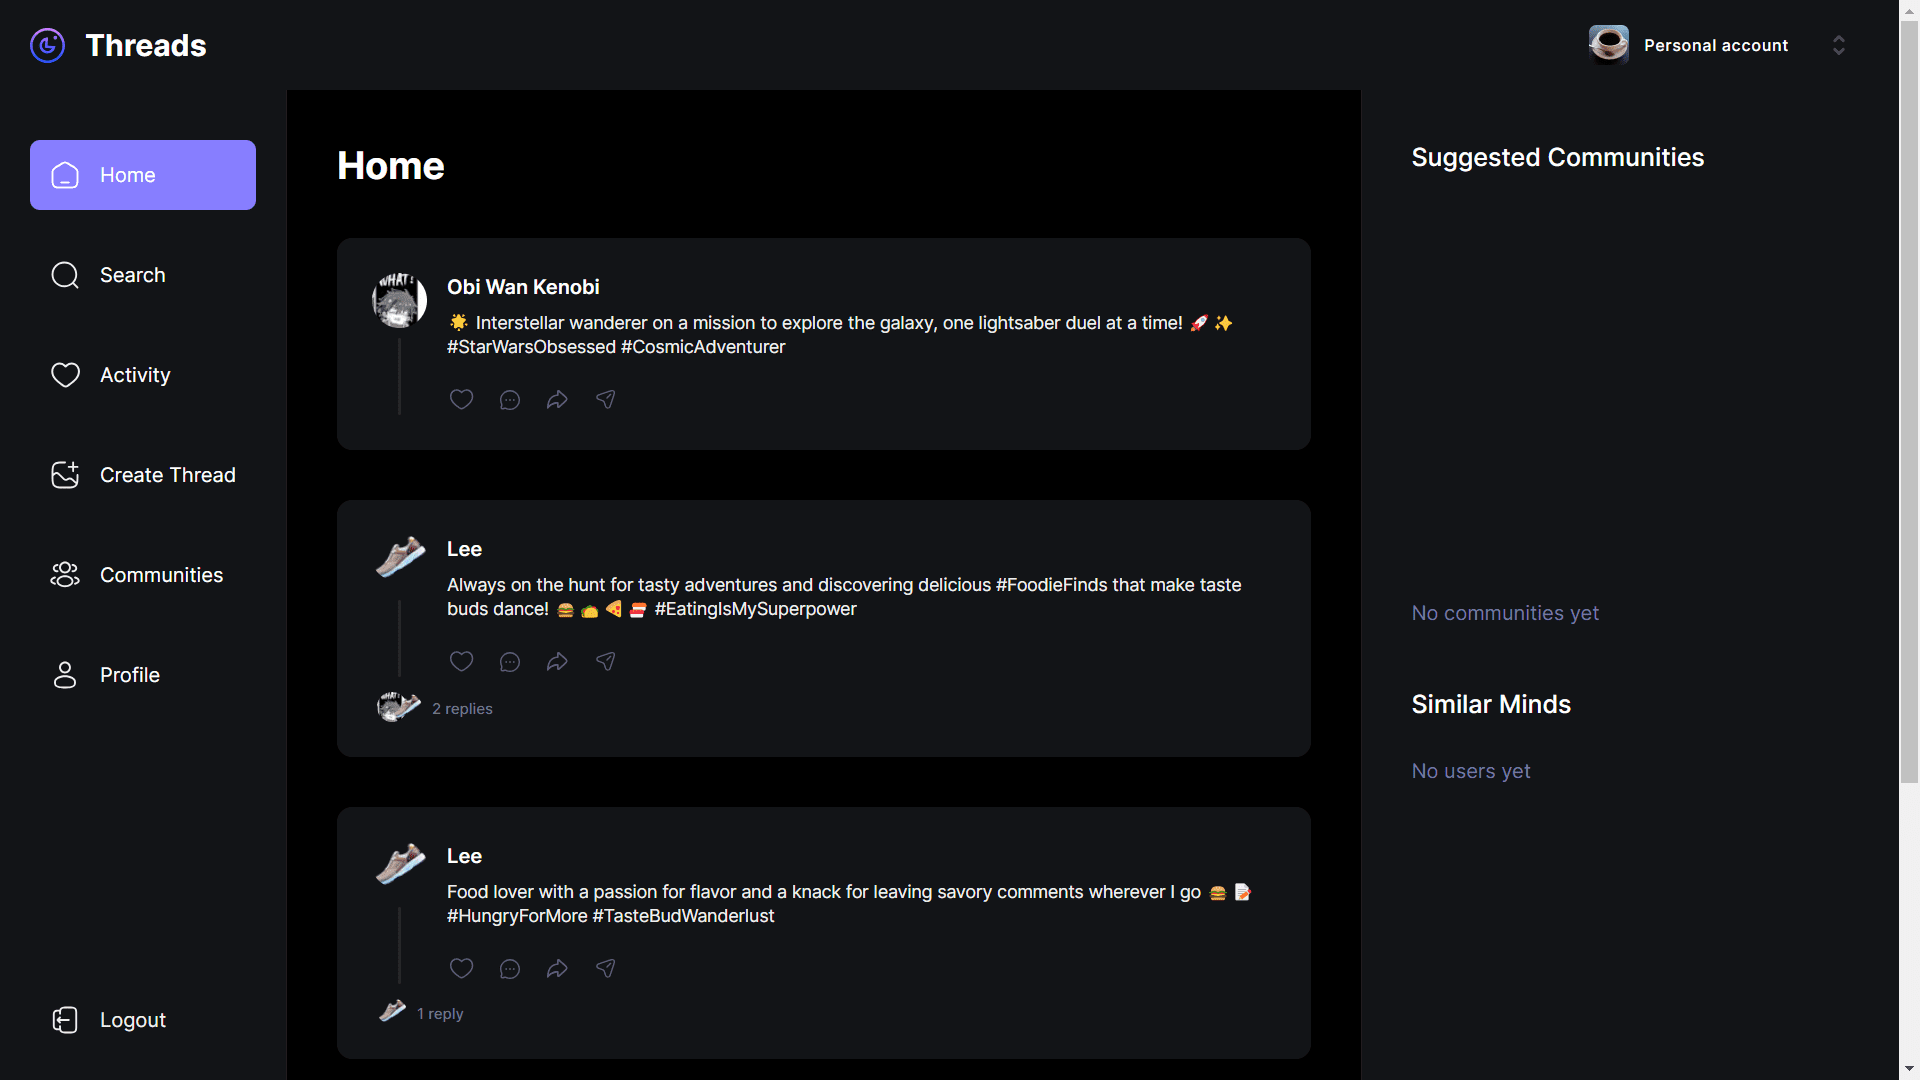 Threads
Personal account
Home
Search
Activity
Create Thread
Communities
Profile
Logout
Home
WHAT!
Obi Wan Kenobi
🌟 Interstellar wanderer on a mission to explore the galaxy, one lightsaber duel at a time! 🚀 ✨
#StarWarsObsessed #CosmicAdventurer
Lee
Always on the hunt for tasty adventures and discovering delicious #FoodieFinds that make taste
buds dance! 🍔 🌮 🍕 🍣 #EatingIsMySuperpower
WHAT!
2 replies
Lee
Food lover with a passion for flavor and a knack for leaving savory comments wherever I go 🍔 📝
#HungryForMore #TasteBudWanderlust
1 reply
Suggested Communities
No communities yet
Similar Minds
No users yet